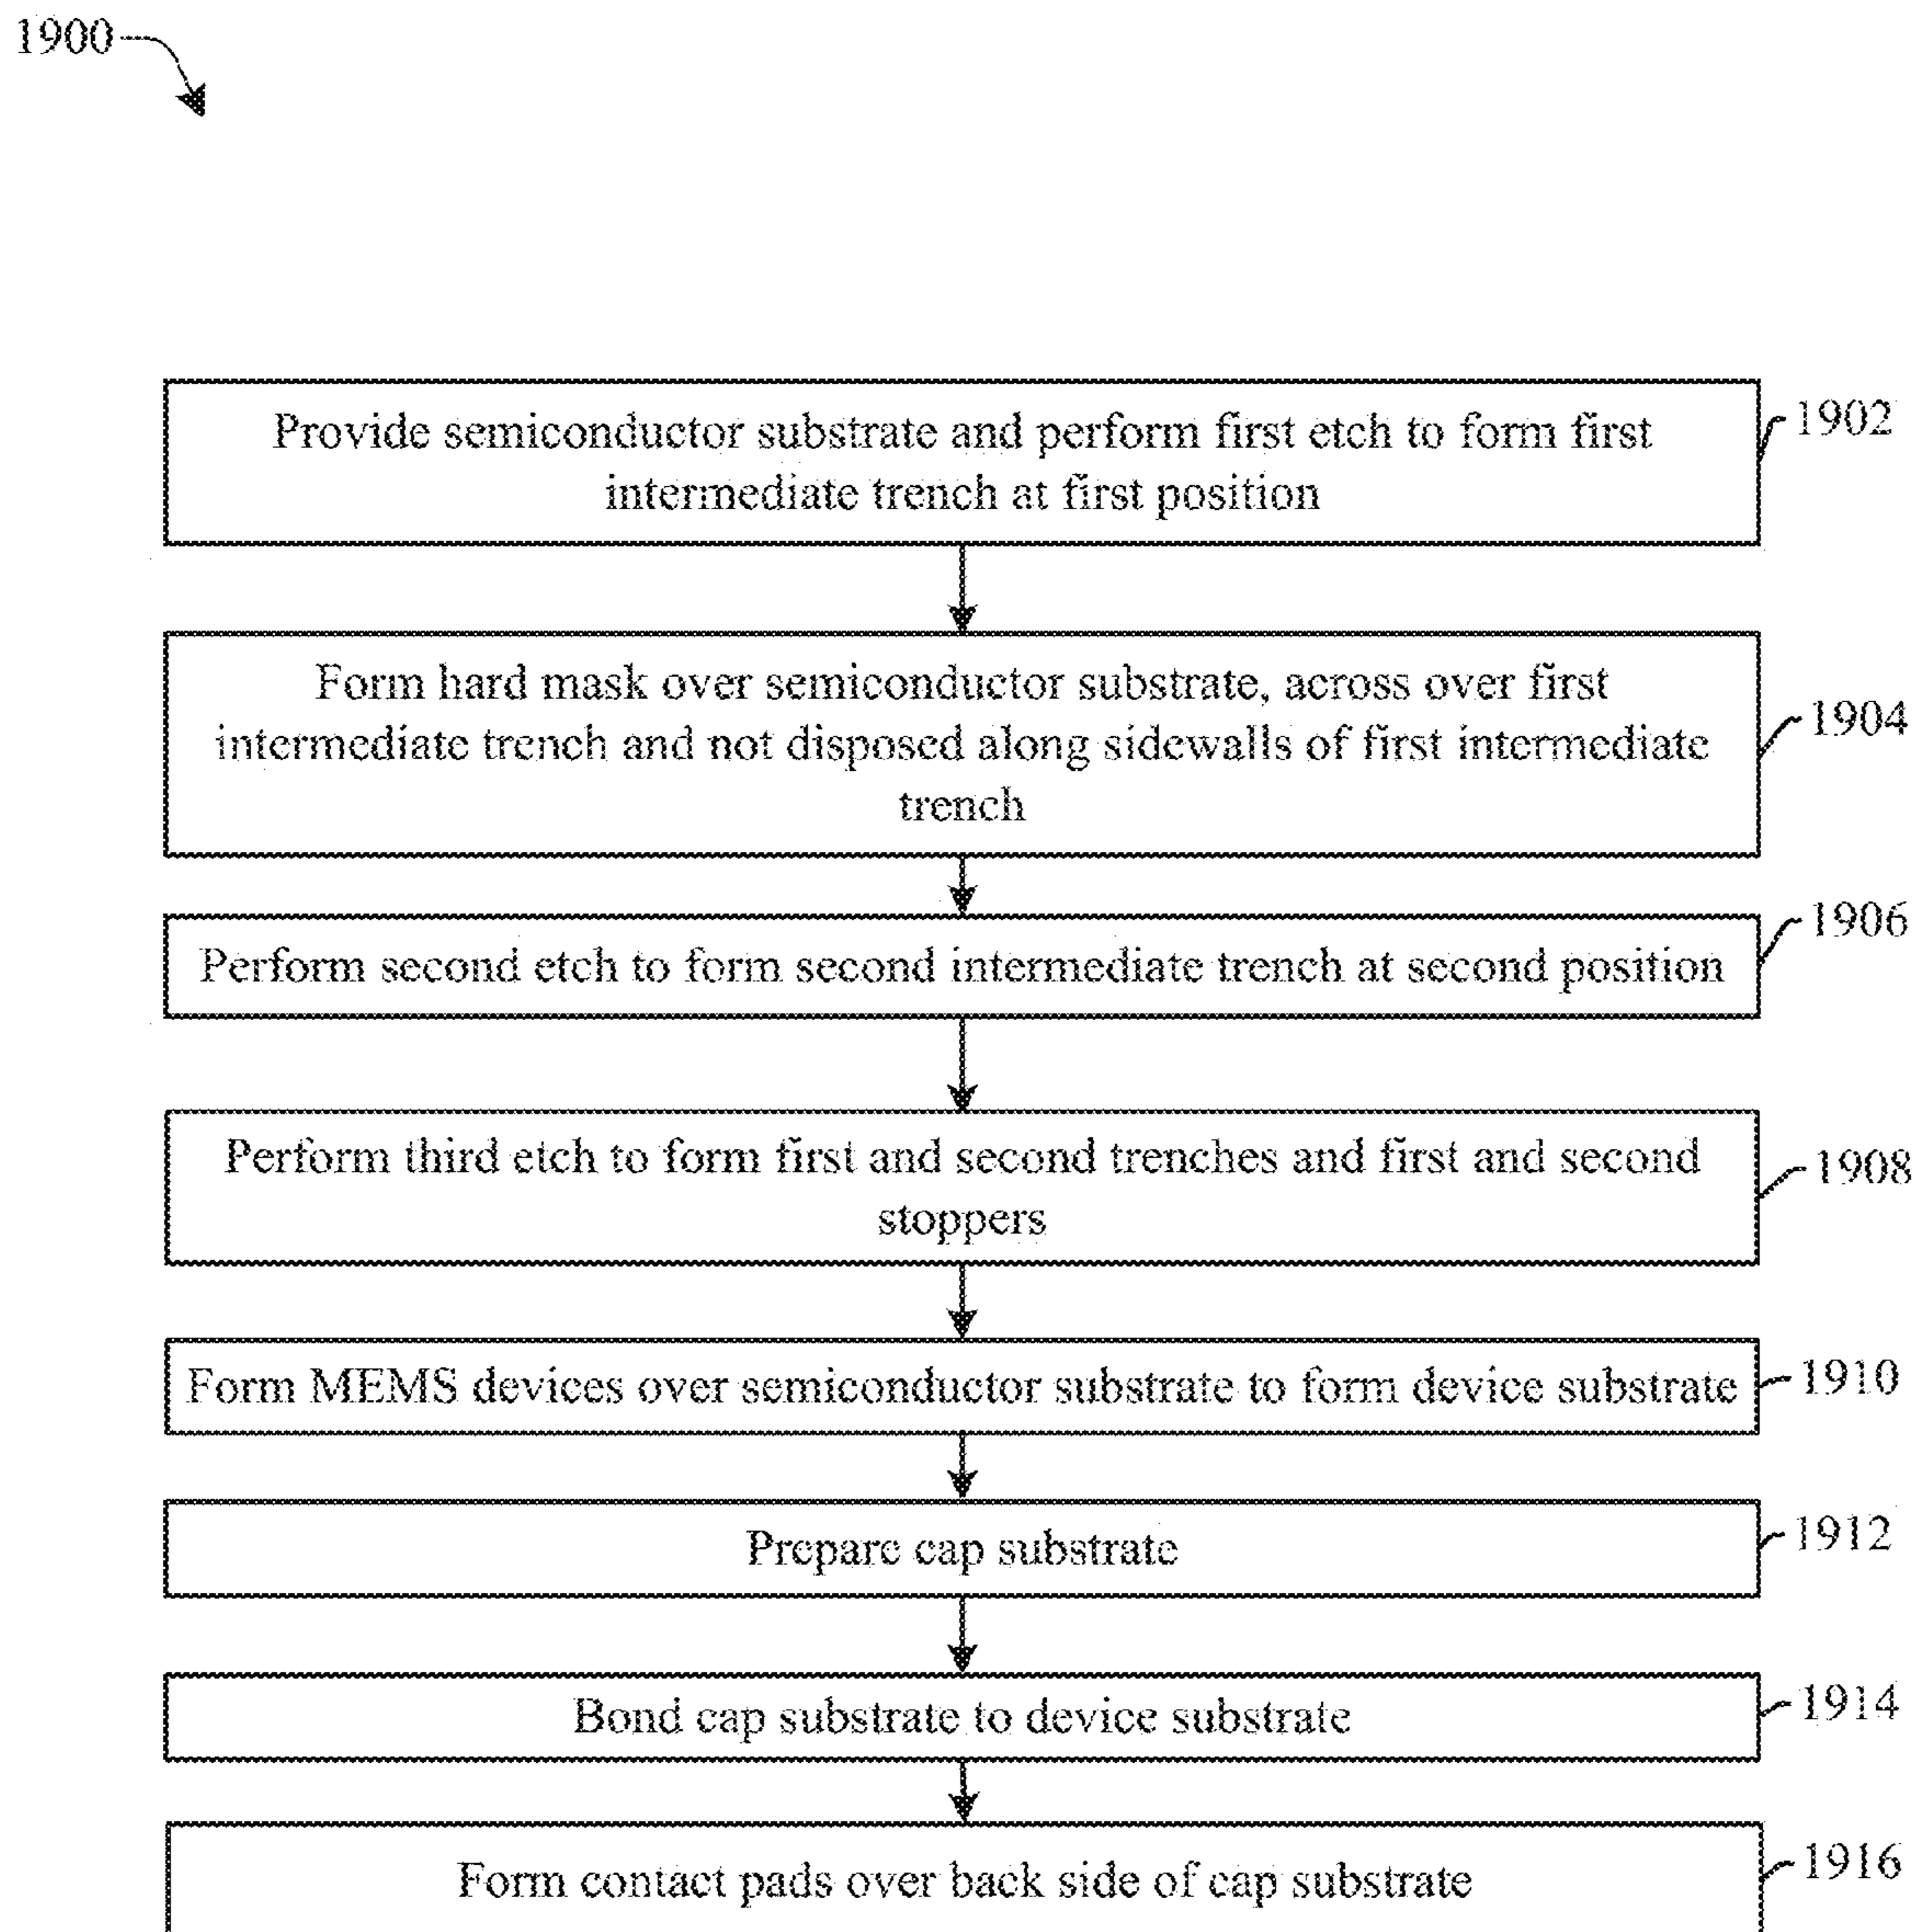 1900
Provide semiconductor substrate and perform first etch to form first
intermediate trench at first position
1902
Form hard mask over semiconductor substrate, across over first
intermediate trench and not disposed along sidewalls of first intermediate
trench
1904
Perform second etch to form second intermediate trench at second position
1906
Perform third etch to form first and second trenches and first and second
stoppers
1908
Form MEMS devices over semiconductor substrate to form device substrate
1910
Prepare cap substrate
1912
Bond cap substrate to device substrate
1914
Form contact pads over back side of cap substrate
1916